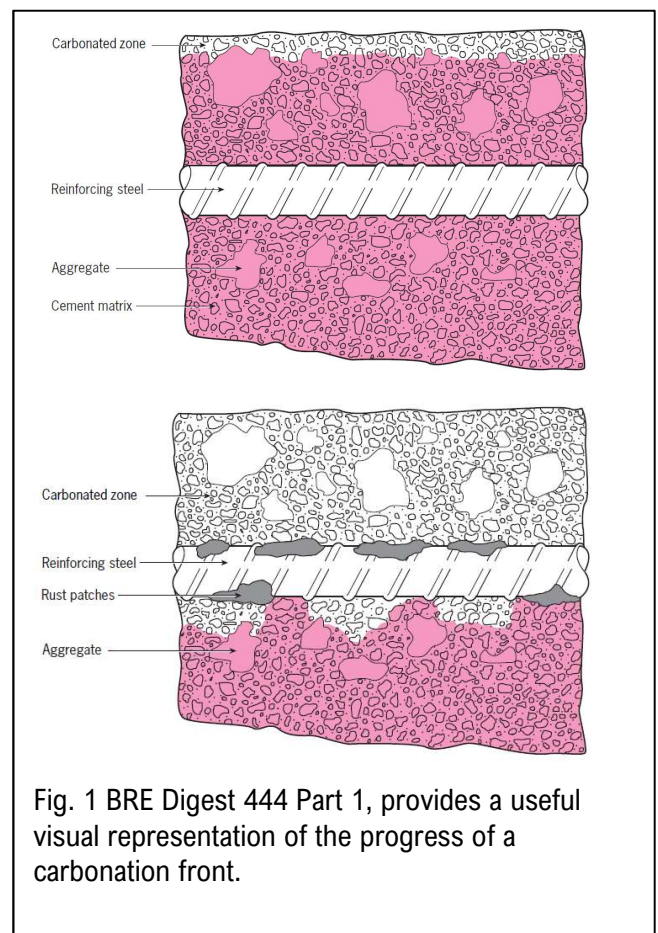 Carbonated zone
Reinforcing steel
Aggregate
Cement matrix
Carbonated zone
Reinforcing steel
Rust patches
Aggregate
Fig. 1 BRE Digest 444 Part 1, provides a useful
visual representation of the progress of a
carbonation front.